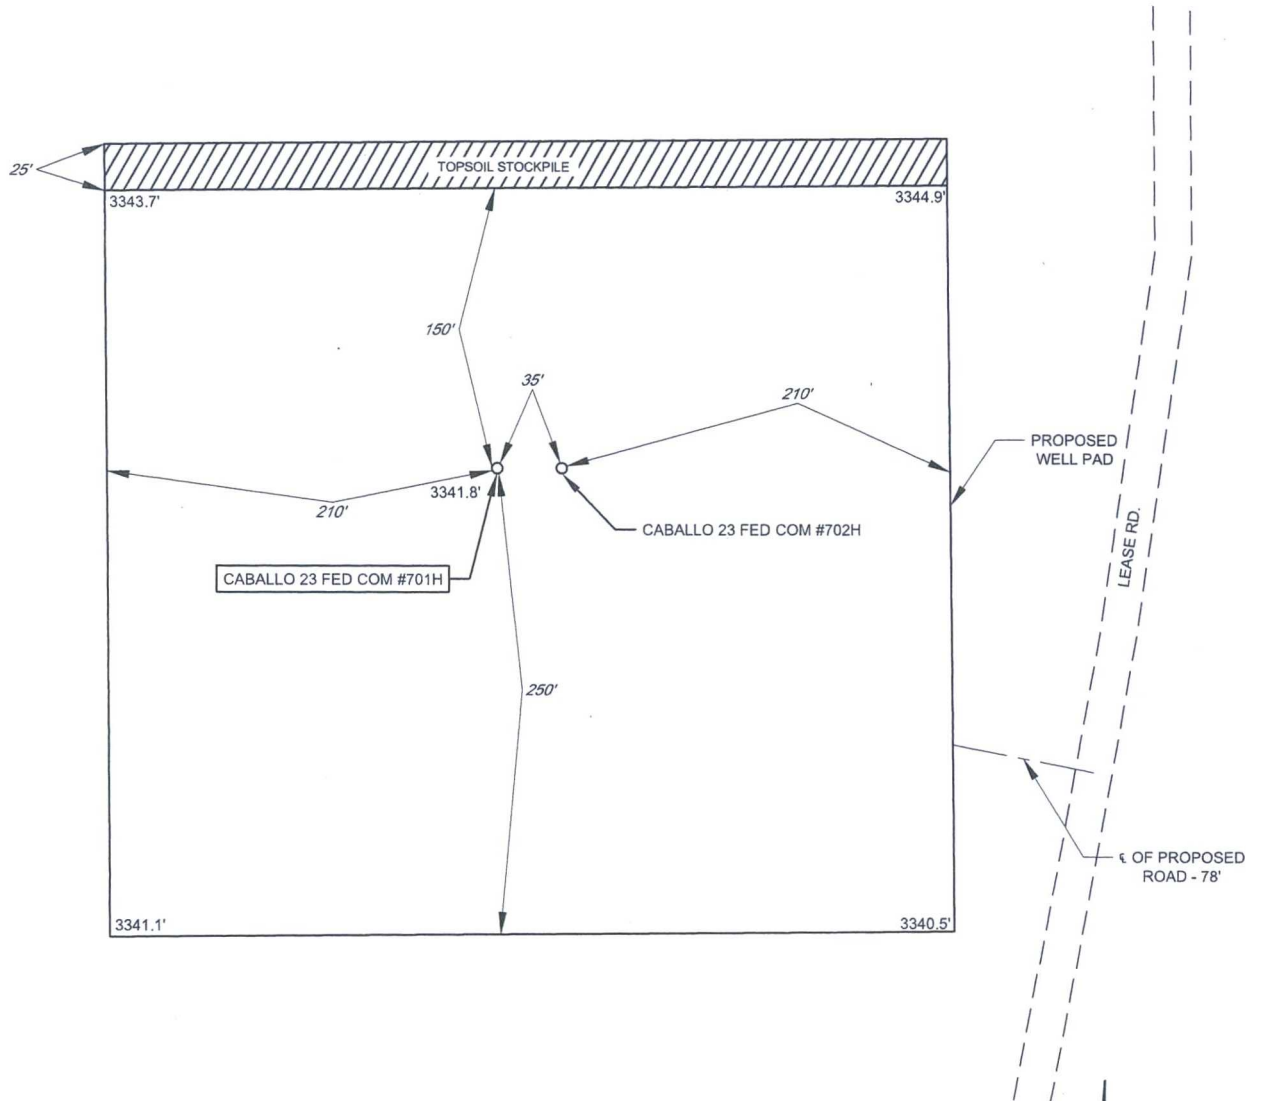 25'
TOPSOIL STOCKPILE
3343.7'
3344.9'
150'
35'
210'
PROPOSED
WELL PAD
3341.8'
210'
CABALLO 23 FED COM #702H
LEASE RD.
CABALLO 23 FED COM #701H
250'
℄ OF PROPOSED
ROAD - 78'
3341.1'
3340.5'